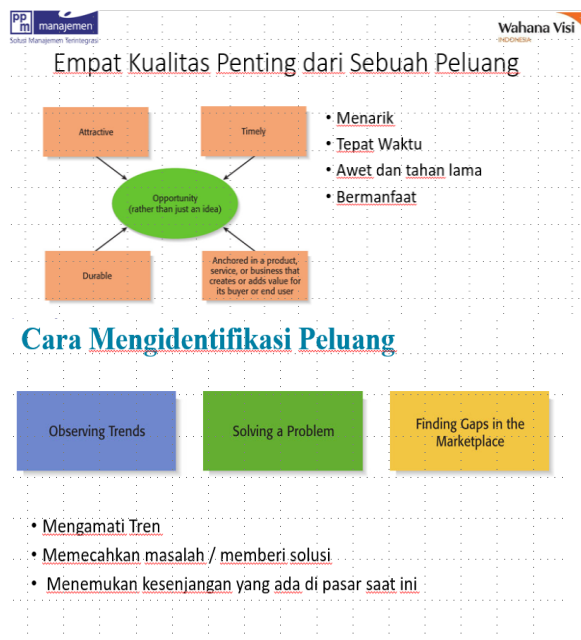 ppm manajemen
Solusi Manajemen Terintegrasi
Wahana Visi
INDONESIA
Empat Kualitas Penting dari Sebuah Peluang
Attractive
Timely
Opportunity
(rather than just an idea)
Durable
Anchored in a product,
service, or business that
creates or adds value for
its buyer or end user
• Menarik
• Tepat Waktu
• Awet dan tahan lama
• Bermanfaat
Cara Mengidentifikasi Peluang
Observing Trends
Solving a Problem
Finding Gaps in the
Marketplace
• Mengamati Tren
• Memecahkan masalah / memberi solusi
• Menemukan kesenjangan yang ada di pasar saat ini